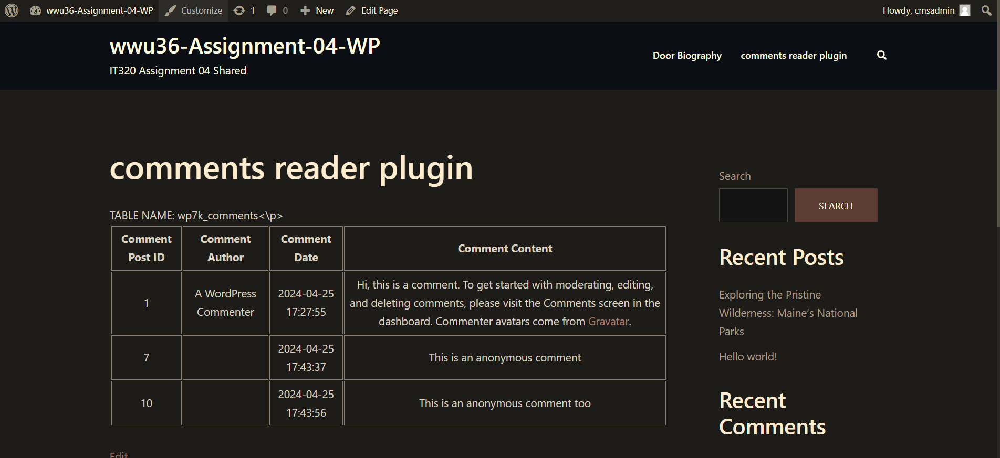 wwu36-Assignment-04-WP Customize 1 0 New Edit Page Howdy, cmsadmin
wwu36-Assignment-04-WP
IT320 Assignment 04 Shared
Door Biography comments reader plugin
comments reader plugin
TABLE NAME: wp7k_comments<\p>
Comment Post ID Comment Author Comment Date Comment Content
1
A WordPress
Commenter
2024-04-25
17:27:55
Hi, this is a comment. To get started with moderating, editing,
and deleting comments, please visit the Comments screen in the
dashboard. Commenter avatars come from Gravatar.
7
2024-04-25
17:43:37
This is an anonymous comment
10
2024-04-25
17:43:56
This is an anonymous comment too
Edit
Search
SEARCH
Recent Posts
Exploring the Pristine
Wilderness: Maine’s National
Parks
Hello world!
Recent
Comments